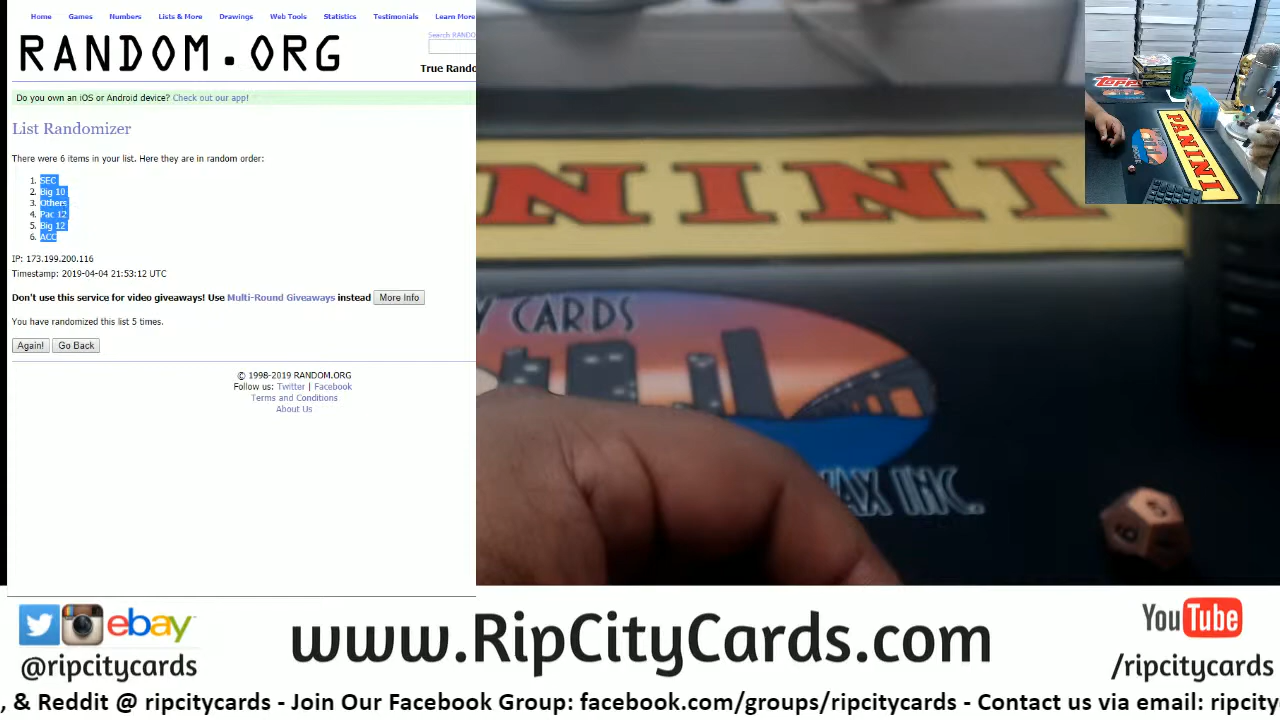 Home Games Numbers Lists & More Drawings Web Tools Statistics Testimonials Learn More
RANDOM.ORG
Search RANDO
True Rando
Do you own an iOS or Android device? Check out our app!
List Randomizer
There were 6 items in your list. Here they are in random order:
1. SEC
2. Big 10
3. Others
4. Pac 12
5. Big 12
6. ACC
IP: 173.199.200.116
Timestamp: 2019-04-04 21:53:12 UTC
Don't use this service for video giveaways! Use Multi-Round Giveaways instead More Info
You have randomized this list 5 times.
Again! Go Back
© 1998-2019 RANDOM.ORG
Follow us: Twitter | Facebook
Terms and Conditions
About Us
PANINI
Topps
NINI
Y CARDS
WAX INC.
ebay
@ripcitycards
www.RipCityCards.com
YouTube
/ripcitycards
, & Reddit @ ripcitycards - Join Our Facebook Group: facebook.com/groups/ripcitycards - Contact us via email: ripcity